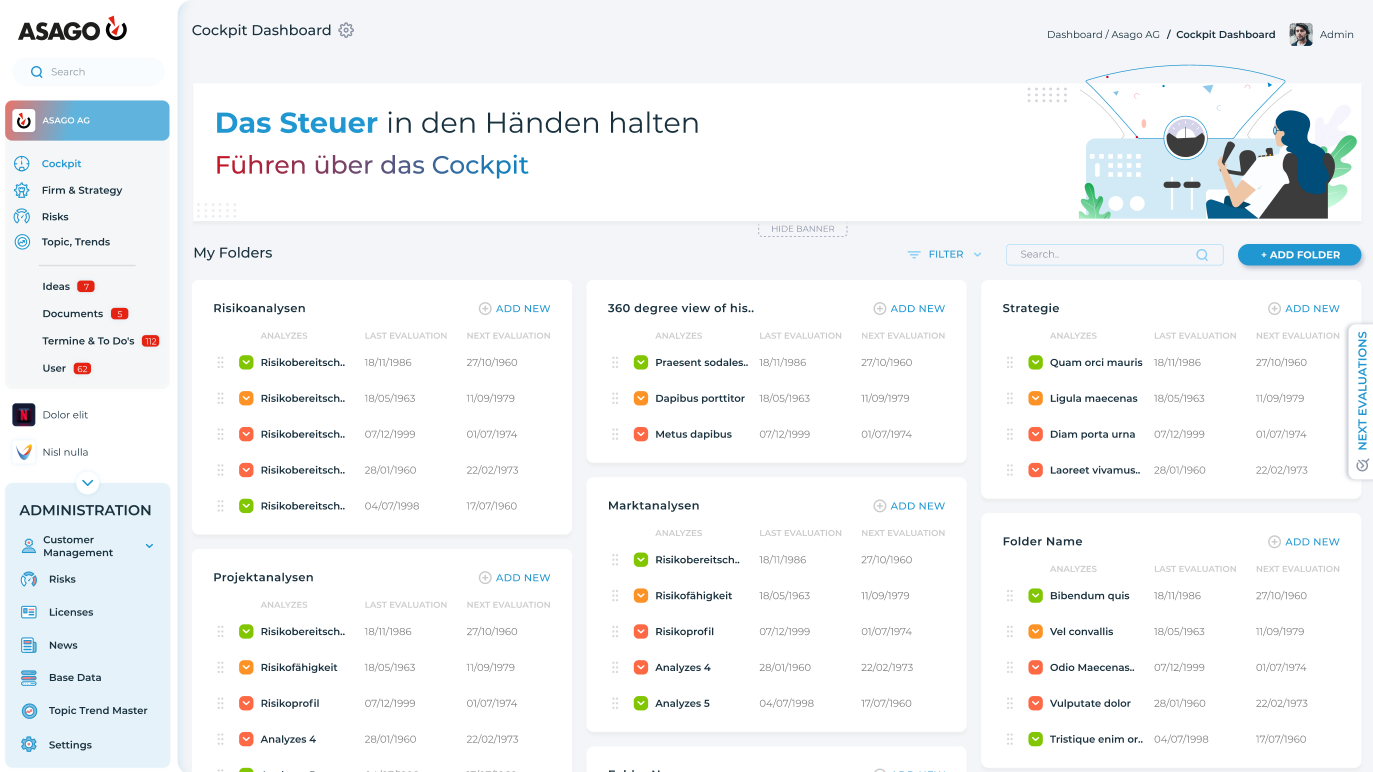 ASAGO
Search
ASAGO AG
Cockpit
Firm & Strategy
Risks
Topic, Trends
Ideas 7
Documents 5
Termine & To Do's 112
User 62
Dolor elit
Nisl nulla
ADMINISTRATION
Customer
Management
Risks
Licenses
News
Base Data
Topic Trend Master
Settings
Cockpit Dashboard
Dashboard / Asago AG / Cockpit Dashboard
Admin
Das Steuer in den Händen halten
Führen über das Cockpit
HIDE BANNER
My Folders
FILTER
Search..
+ ADD FOLDER
Risikoanalysen
ADD NEW
ANALYZES LAST EVALUATION NEXT EVALUATION
Risikobereitsch.. 18/11/1986 27/10/1960
Risikobereitsch.. 18/05/1963 11/09/1979
Risikobereitsch.. 07/12/1999 01/07/1974
Risikobereitsch.. 28/01/1960 22/02/1973
Risikobereitsch.. 04/07/1998 17/07/1960
Projektanalysen
ADD NEW
ANALYZES LAST EVALUATION NEXT EVALUATION
Risikobereitsch.. 18/11/1986 27/10/1960
Risikofähigkeit 18/05/1963 11/09/1979
Risikoprofil 07/12/1999 01/07/1974
Analyzes 4 28/01/1960 22/02/1973
360 degree view of his..
ADD NEW
ANALYZES LAST EVALUATION NEXT EVALUATION
Praesent sodales.. 18/11/1986 27/10/1960
Dapibus porttitor 18/05/1963 11/09/1979
Metus dapibus 07/12/1999 01/07/1974
Marktanalysen
ADD NEW
ANALYZES LAST EVALUATION NEXT EVALUATION
Risikobereitsch.. 18/11/1986 27/10/1960
Risikofähigkeit 18/05/1963 11/09/1979
Risikoprofil 07/12/1999 01/07/1974
Analyzes 4 28/01/1960 22/02/1973
Analyzes 5 04/07/1998 17/07/1960
Strategie
ADD NEW
ANALYZES LAST EVALUATION NEXT EVALUATION
Quam orci mauris 18/11/1986 27/10/1960
Ligula maecenas 18/05/1963 11/09/1979
Diam porta urna 07/12/1999 01/07/1974
Laoreet vivamus.. 28/01/1960 22/02/1973
Folder Name
ADD NEW
ANALYZES LAST EVALUATION NEXT EVALUATION
Bibendum quis 18/11/1986 27/10/1960
Vel convallis 18/05/1963 11/09/1979
Odio Maecenas.. 07/12/1999 01/07/1974
Vulputate dolor 28/01/1960 22/02/1973
Tristique enim or.. 04/07/1998 17/07/1960
NEXT EVALUATIONS